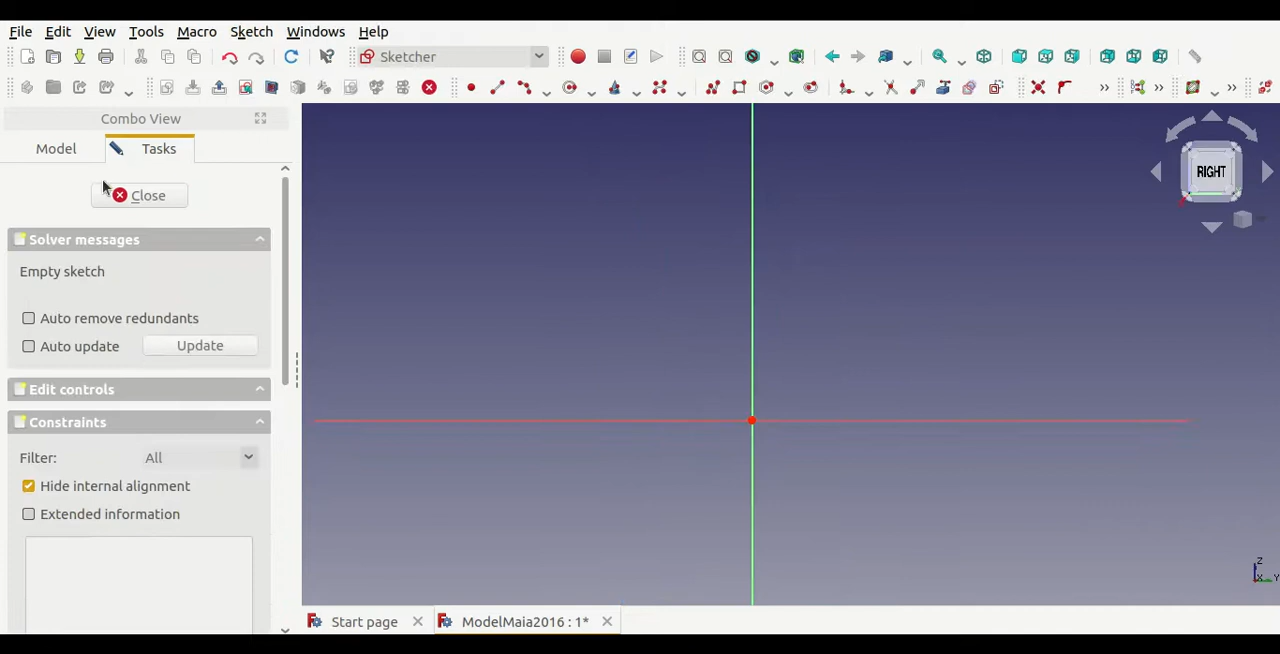 File Edit View Tools Macro Sketch Windows Help
Sketcher
Combo View
Model Tasks
Close
Solver messages
Empty sketch
Auto remove redundants
Auto update Update
Edit controls
Constraints
Filter: All
Hide internal alignment
Extended information
RIGHT
Z
X Y
Start page ModelMaia2016 : 1*